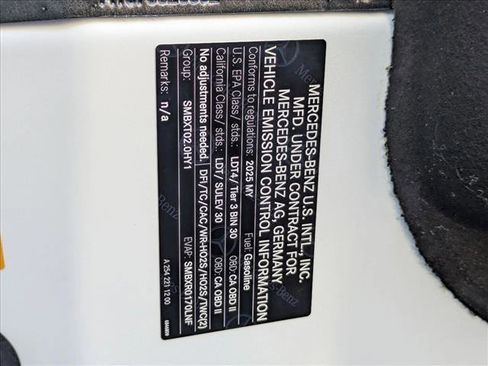 MERCEDES-BENZ U.S. INTL., INC.
MFD. UNDER CONTRACT FOR
MERCEDES-BENZ AG, GERMANY
VEHICLE EMISSION CONTROL INFORMATION
Conforms to regulations: 2025 MY Fuel: Gasoline
U.S. EPA Class/ stds.: LDT4/ Tier 3 BIN 30 OBD: CA OBD II
California Class/ stds.: LDT/ SULEV 30 OBD: CA OBD II
No adjustments needed. DFI/TC/CAC/WR-HO2S/HO2S/TWC(2)
Group: SMBXT02.0HY1 EVAP: SMBXR0170LNF
Remarks: n/a
A 254 221 12 00